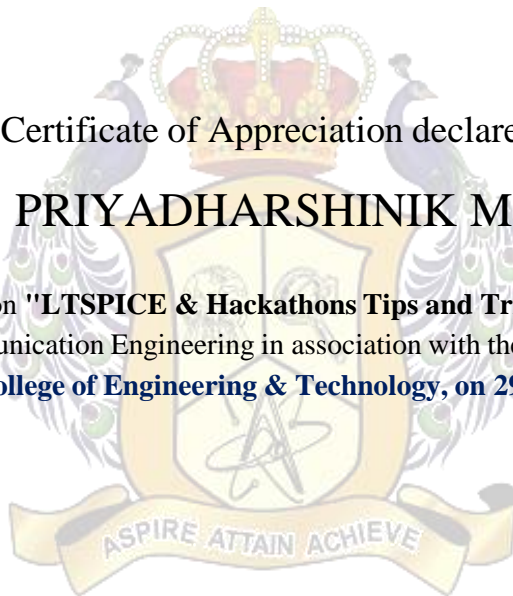 Certificate of Appreciation declare
PRIYADHARSHINIK M
on "LTSPICE & Hackathons Tips and Tr
unication Engineering in association with the
ollege of Engineering & Technology, on 29
ASPIRE ATTAIN ACHIEVE